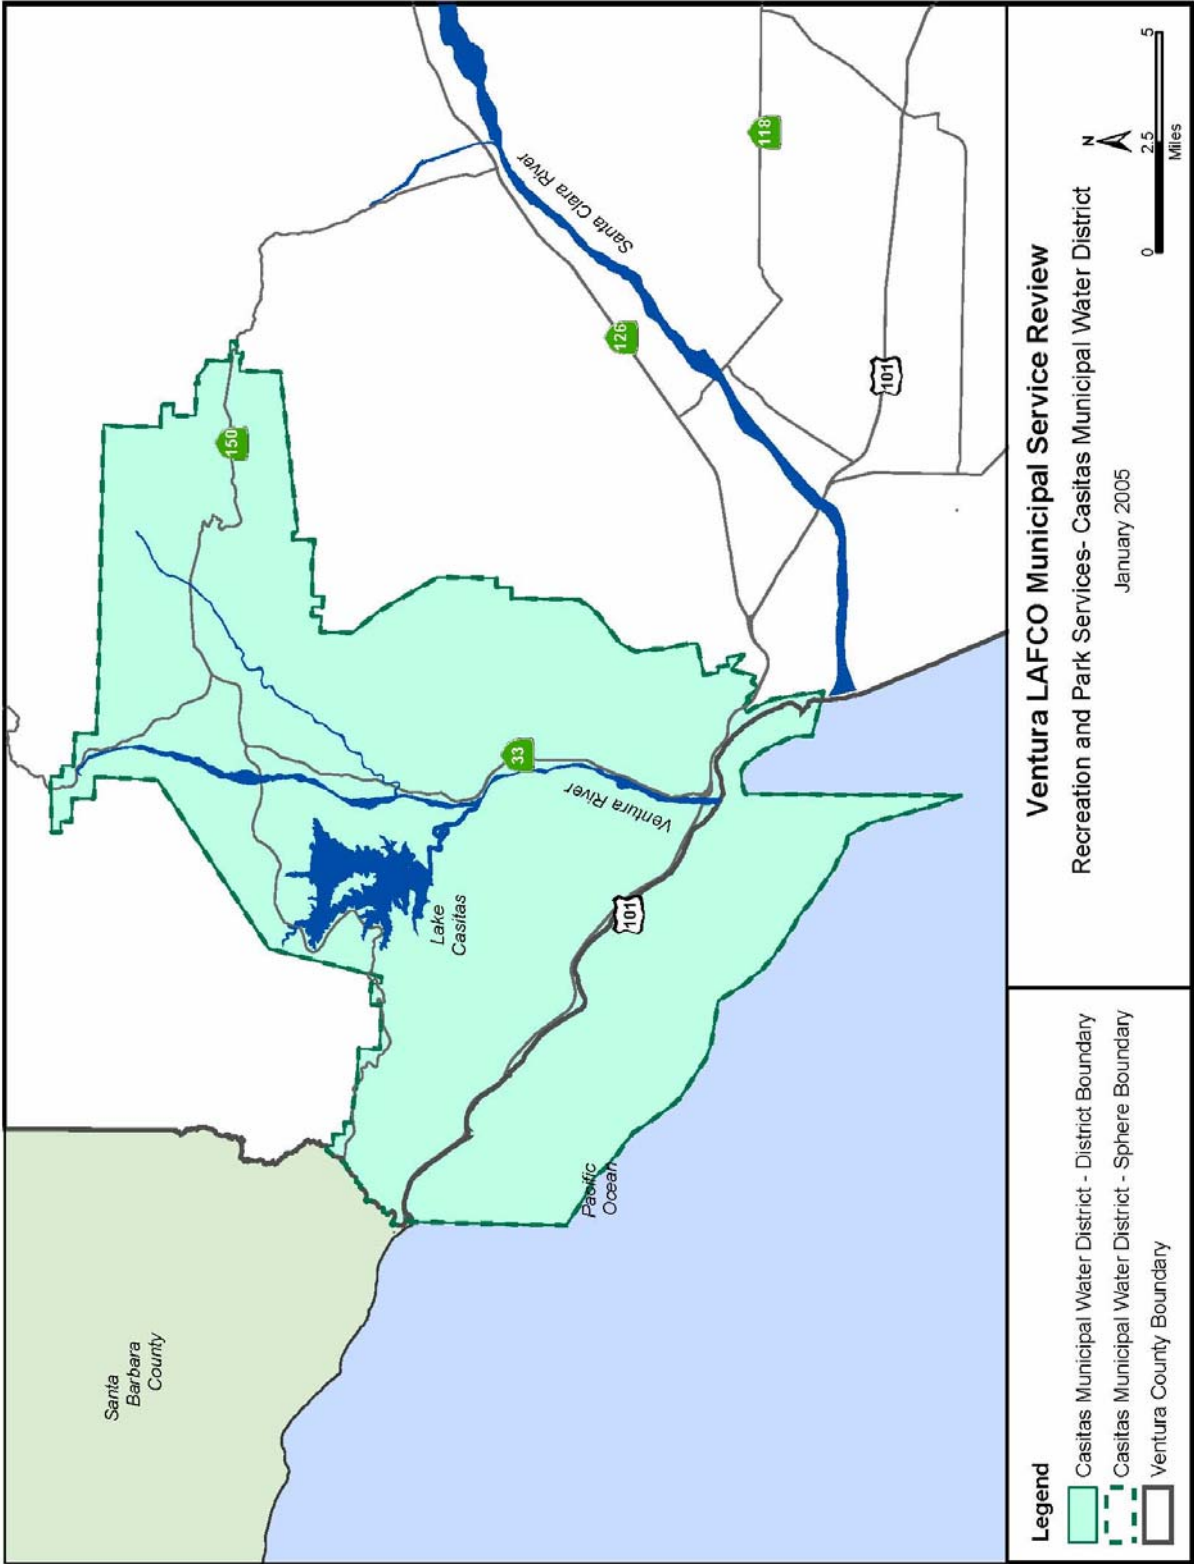 Santa
Barbara
County
Pacific
Ocean
Lake
Casitas
Ventura River
Santa Clara River
33
150
101
126
118
101
Legend
Casitas Municipal Water District - District Boundary
Casitas Municipal Water District - Sphere Boundary
Ventura County Boundary
Ventura LAFCO Municipal Service Review
Recreation and Park Services- Casitas Municipal Water District
January 2005
N
0 2.5 5
Miles